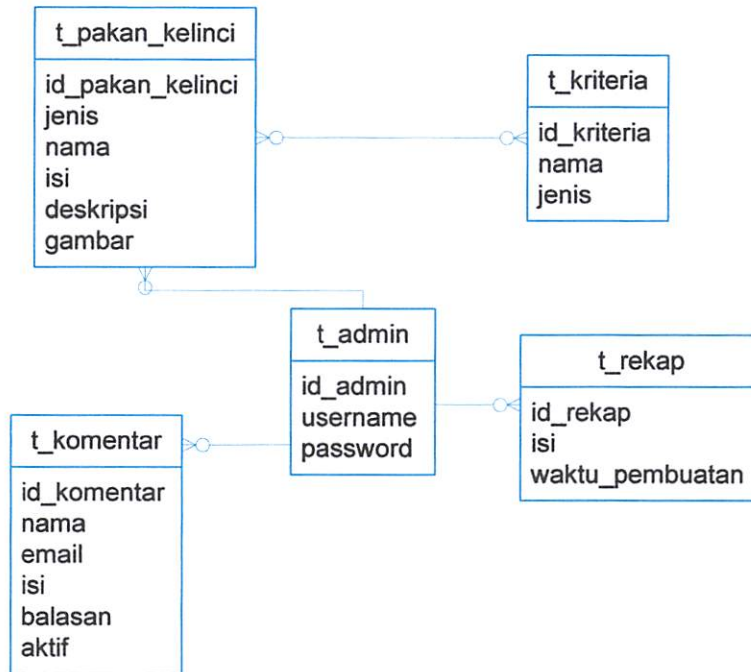 t_pakan_kelinci
id_pakan_kelinci
jenis
nama
isi
deskripsi
gambar
t_kriteria
id_kriteria
nama
jenis
t_admin
id_admin
username
password
t_rekap
id_rekap
isi
waktu_pembuatan
t_komentar
id_komentar
nama
email
isi
balasan
aktif